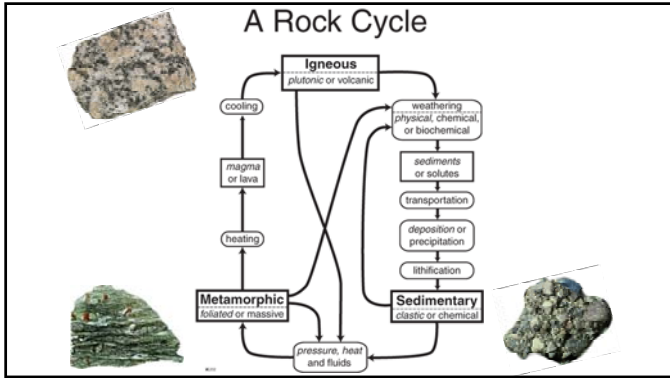 A Rock Cycle
Igneous
plutonic or volcanic
cooling
weathering
physical, chemical,
or biochemical
magma
or lava
sediments
or solutes
transportation
heating
deposition or
precipitation
lithification
Metamorphic
foliated or massive
Sedimentary
clastic or chemical
pressure, heat
and fluids